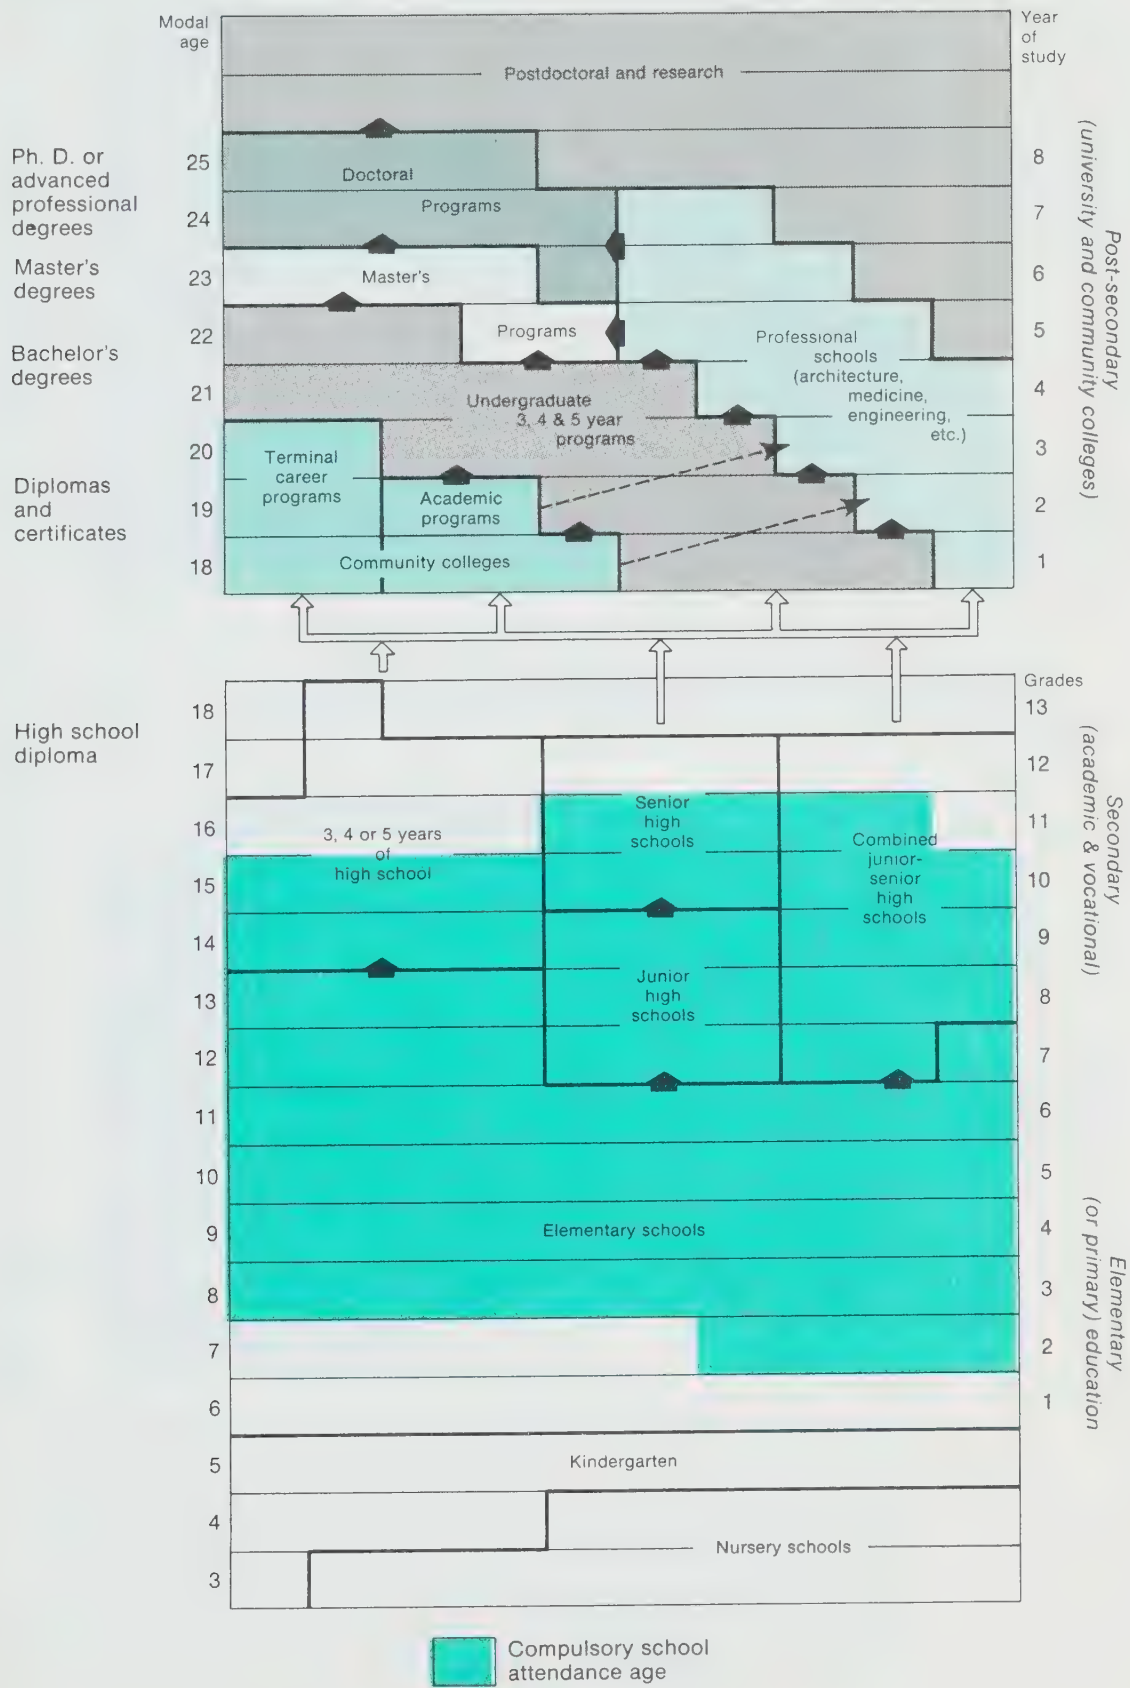 Modal
age
Year
of
study
Postdoctoral and research
Ph. D. or
advanced
professional
degrees
25
Doctoral
8
24
Programs
7
Master's
degrees
23
Master's
6
22
Programs
5
Bachelor's
degrees
Professional
schools
(architecture,
medicine,
engineering,
etc.)
21
Undergraduate
3, 4 & 5 year
programs
4
20
Terminal
career
programs
3
Diplomas
and
certificates
19
Academic
programs
2
18
Community colleges
1
Post-secondary
(university and community colleges)
Grades
High school
diploma
18
13
17
12
16
3, 4 or 5 years
of
high school
Senior
high
schools
11
Combined
junior-
senior
high
schools
15
10
14
9
13
Junior
high
schools
8
12
7
Secondary
(academic & vocational)
11
6
10
5
9
Elementary schools
4
8
3
7
2
6
1
Elementary
(or primary) education
5
Kindergarten
4
Nursery schools
3
Compulsory school
attendance age